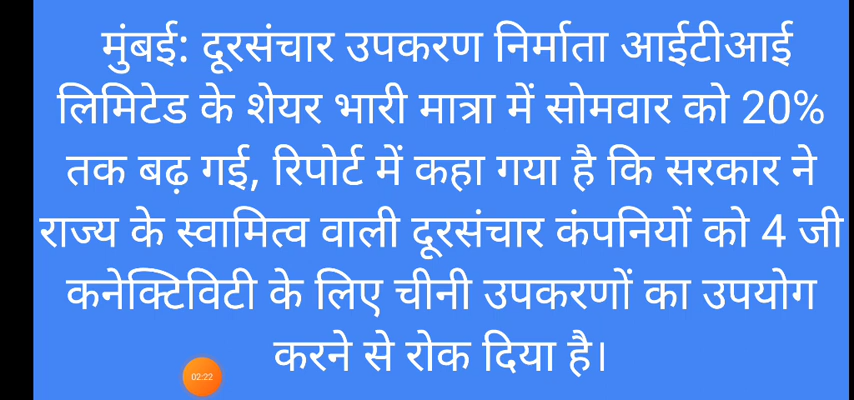 मुंबई: दूरसंचार उपकरण निर्माता आईटीआई
लिमिटेड के शेयर भारी मात्रा में सोमवार को 20%
तक बढ़ गई, रिपोर्ट में कहा गया है कि सरकार ने
राज्य के स्वामित्व वाली दूरसंचार कंपनियों को 4 जी
कनेक्टिविटी के लिए चीनी उपकरणों का उपयोग
करने से रोक दिया है।
02:22